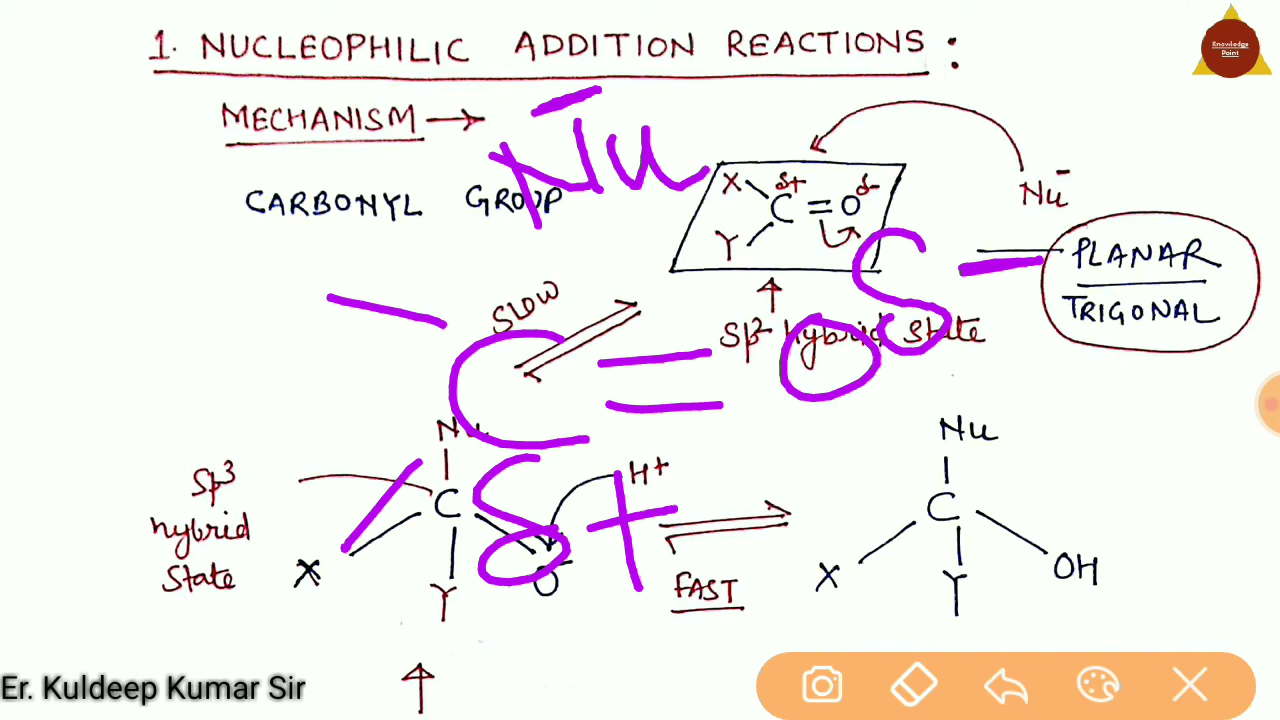 1. NUCLEOPHILIC ADDITION REACTIONS :
Knowledge
Point
MECHANISM →
N̄u
CARBONYL GROUP
X δ+ δ-
C = O
Y
Nu⁻
PLANAR
TRIGONAL
SLOW
Sp² hybrid State
C = O
δ-
δ+
Nu
Sp³
hybrid
State
C
X
Y
O⁻
H⁺
FAST
Nu
C
X
Y
OH
Er. Kuldeep Kumar Sir